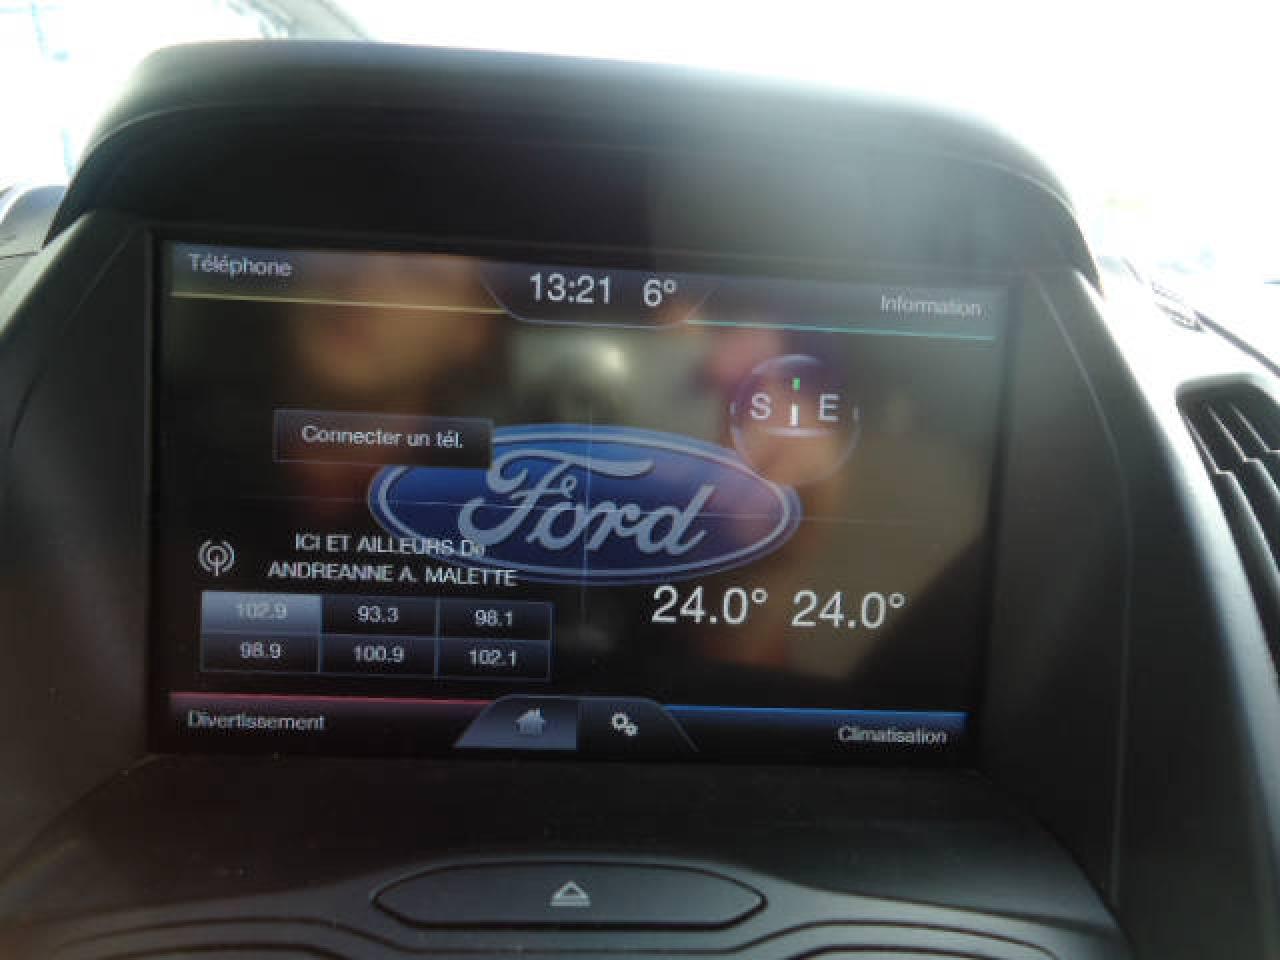 Téléphone
13:21 6°
Information
S E
Connecter un tél.
Ford
ICI ET AILLEURS De
ANDREANNE A. MALETTE
24.0° 24.0°
102.9 93.3 98.1
98.9 100.9 102.1
Divertissement
Climatisation